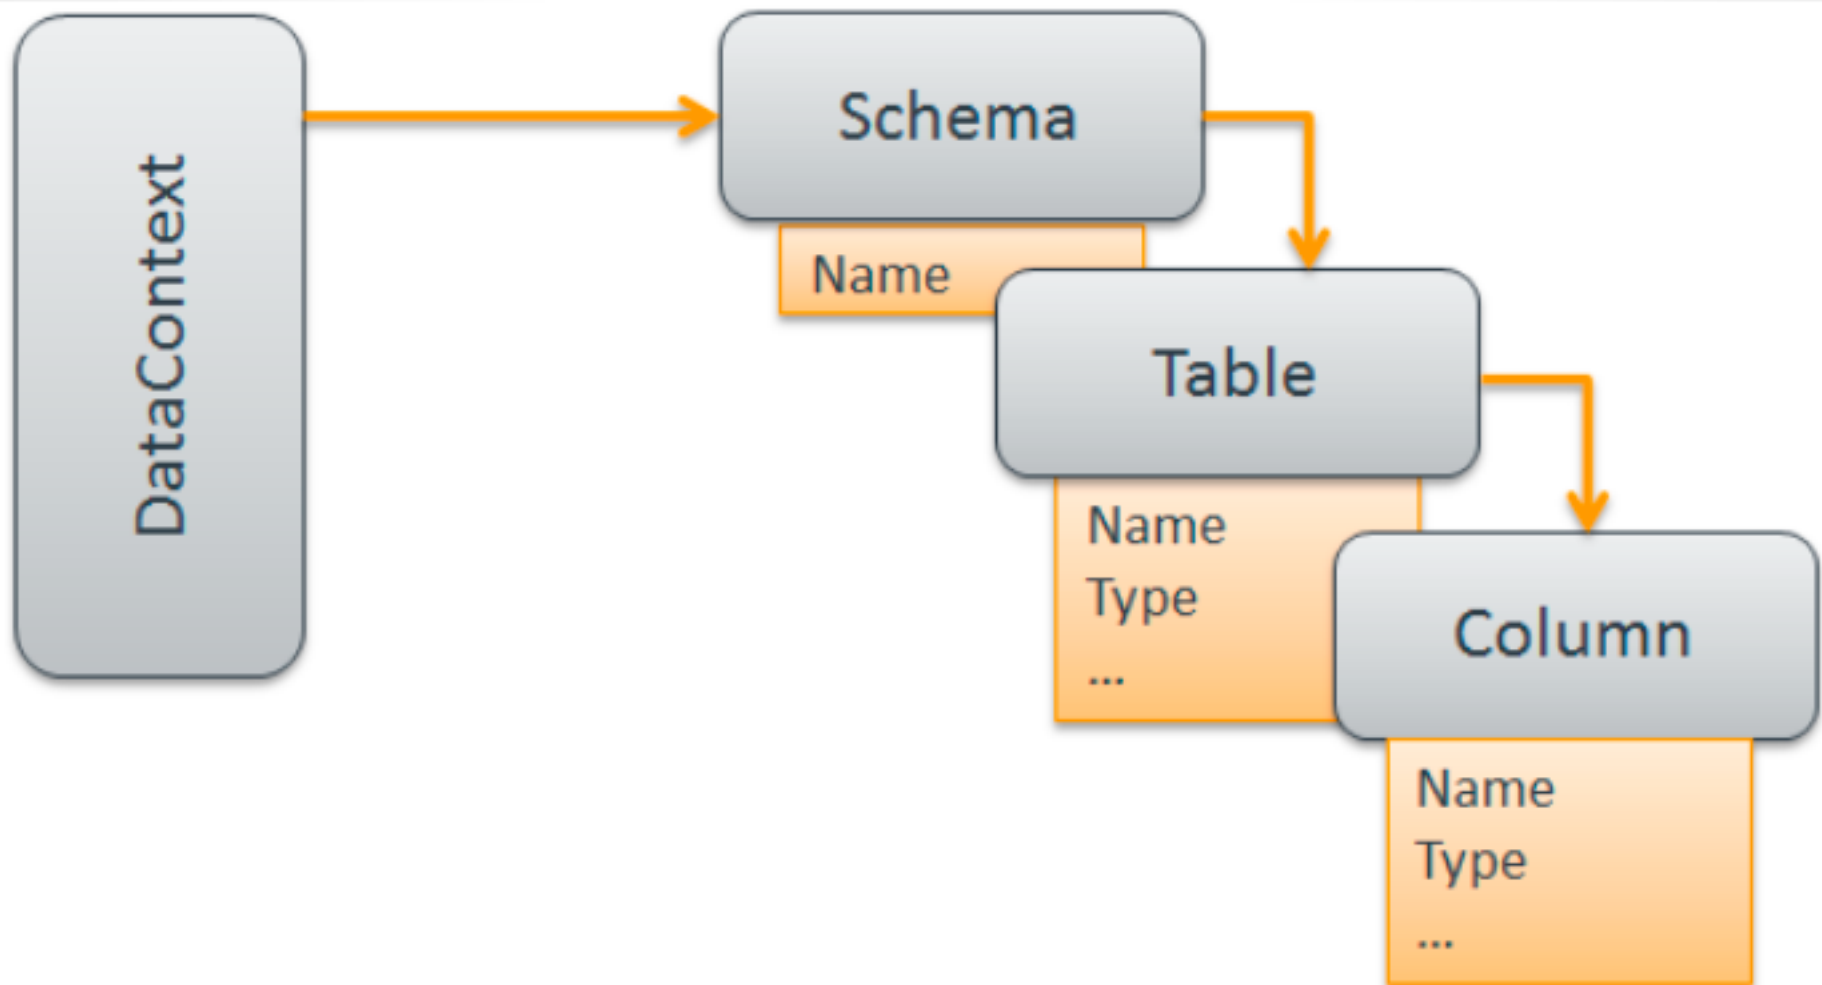 DataContext
Schema
Name
Table
Name
Type
...
Column
Name
Type
...